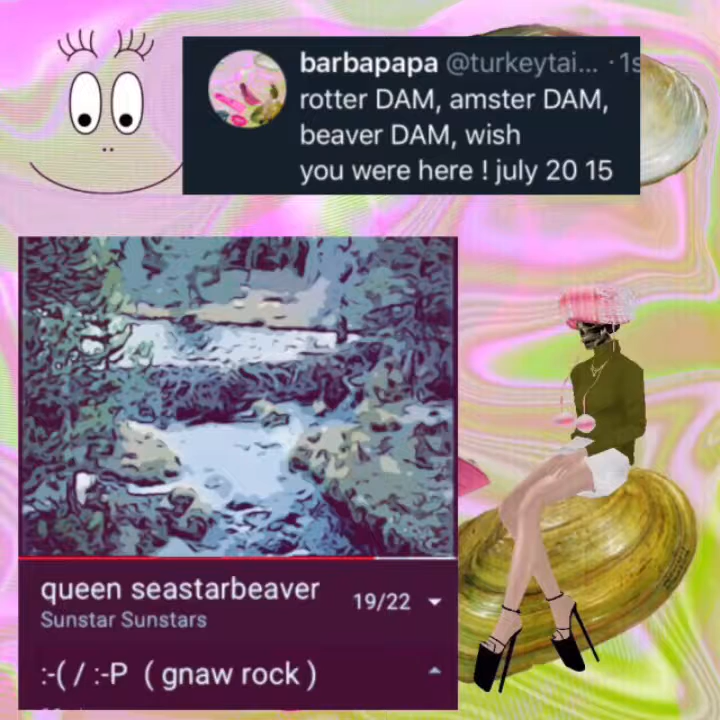 barbapapa @turkeytai... · 1s
rotter DAM, amster DAM,
beaver DAM, wish
you were here ! july 20 15
queen seastarbeaver
19/22
Sunstar Sunstars
:-( / :-P ( gnaw rock )